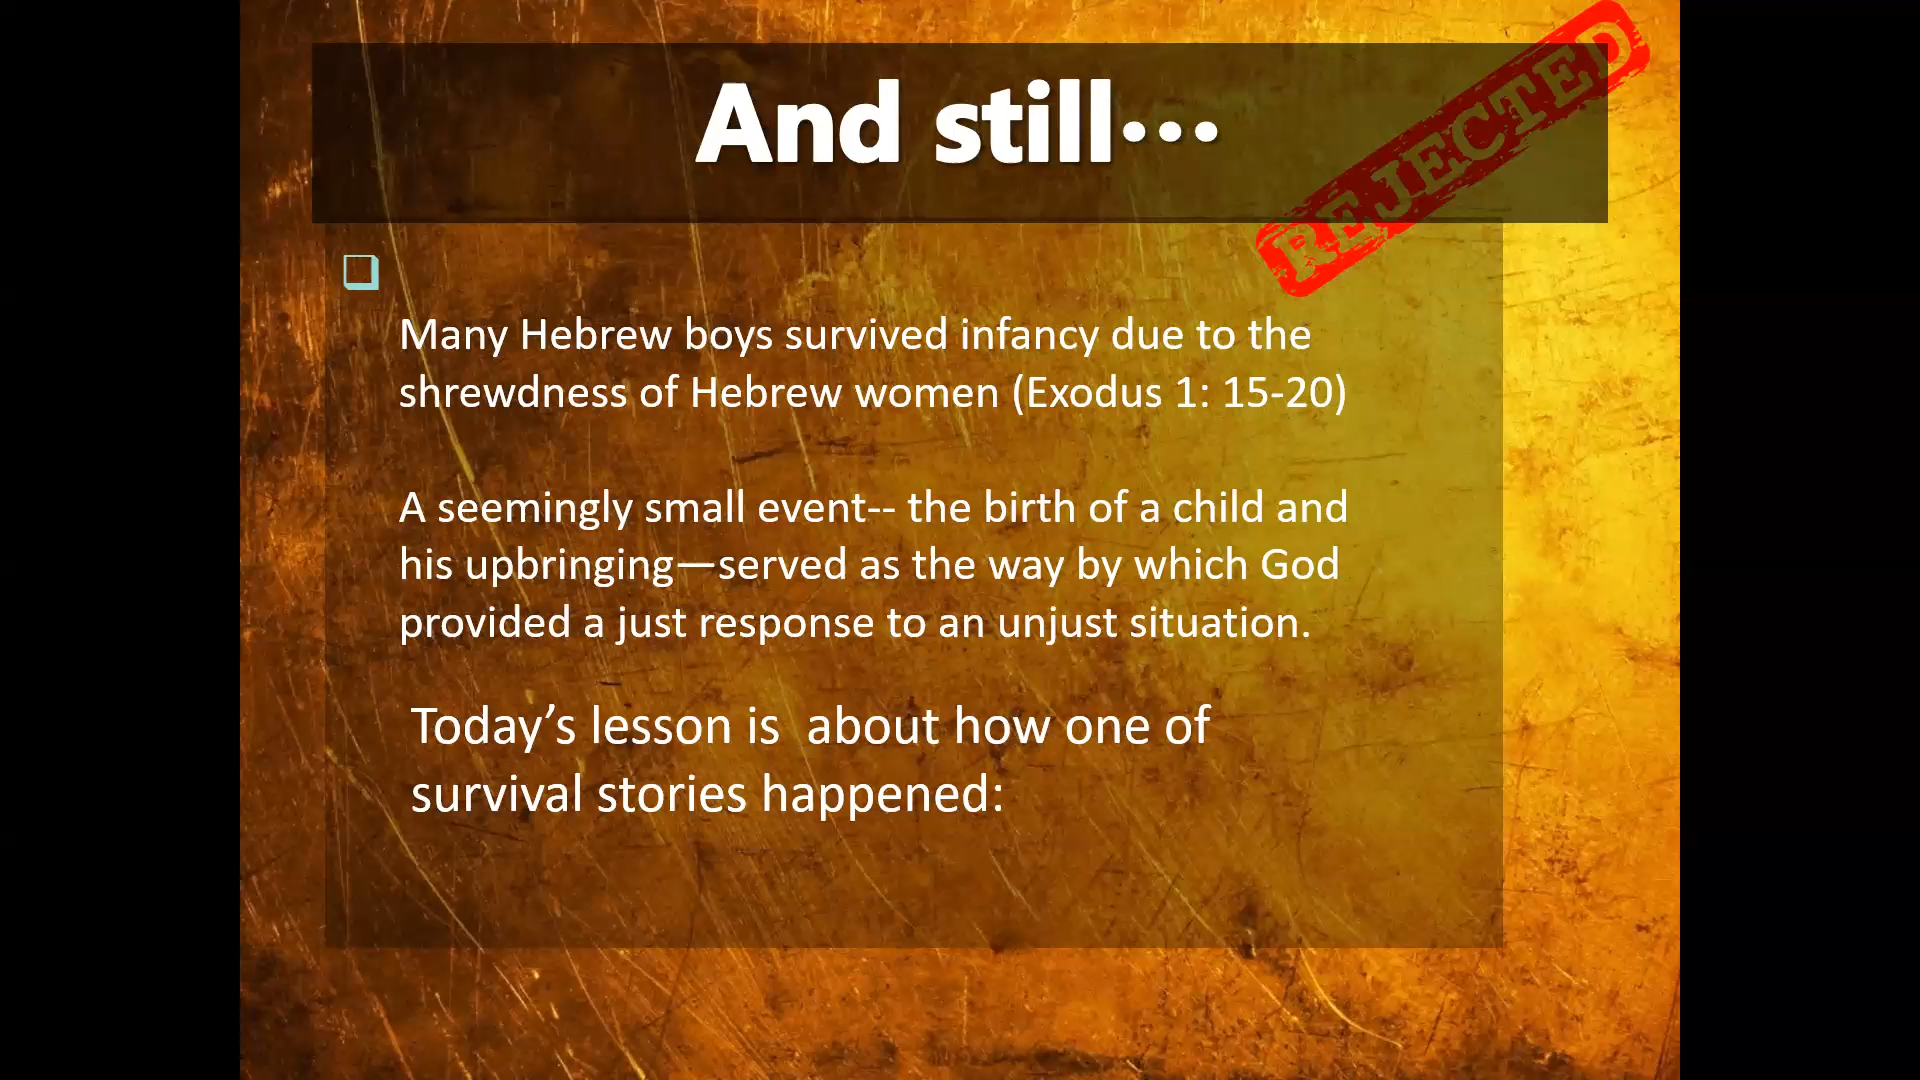 And still…
REJECTED
Many Hebrew boys survived infancy due to the
shrewdness of Hebrew women (Exodus 1: 15-20)
A seemingly small event-- the birth of a child and
his upbringing—served as the way by which God
provided a just response to an unjust situation.
Today’s lesson is  about how one of
survival stories happened: